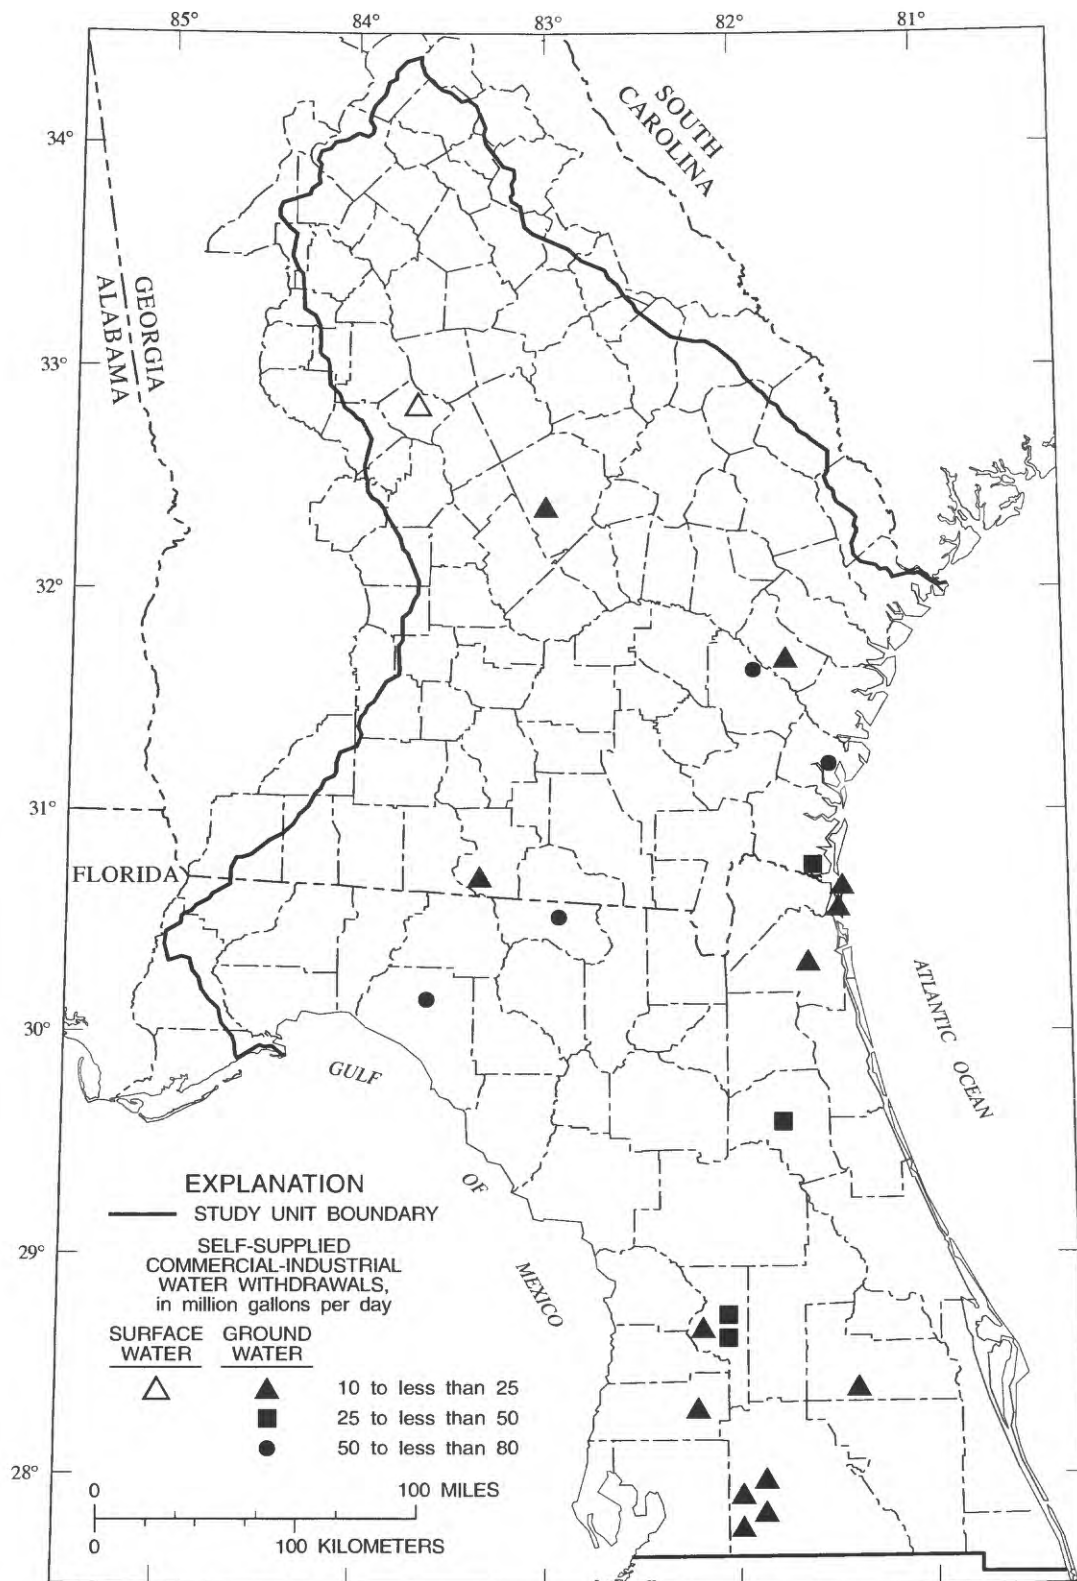 85°
84°
83°
82°
81°
34°
33°
32°
31°
30°
29°
28°
SOUTH
CAROLINA
GEORGIA
ALABAMA
FLORIDA
ATLANTIC OCEAN
GULF
OF
MEXICO
EXPLANATION
STUDY UNIT BOUNDARY
SELF-SUPPLIED
COMMERCIAL-INDUSTRIAL
WATER WITHDRAWALS,
in million gallons per day
SURFACE WATER
GROUND WATER
10 to less than 25
25 to less than 50
50 to less than 80
0 100 MILES
0 100 KILOMETERS